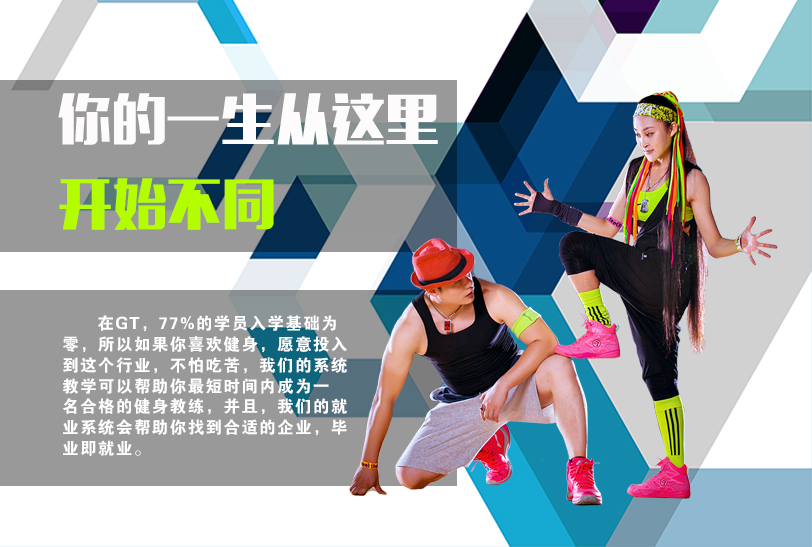 你的一生从这里
开始不同
在GT，77%的学员入学基础为
零，所以如果你喜欢健身，愿意投入
到这个行业，不怕吃苦，我们的系统
教学可以帮助你最短时间内成为一
名合格的健身教练，并且，我们的就
业系统会帮助你找到合适的企业，毕
业即就业。